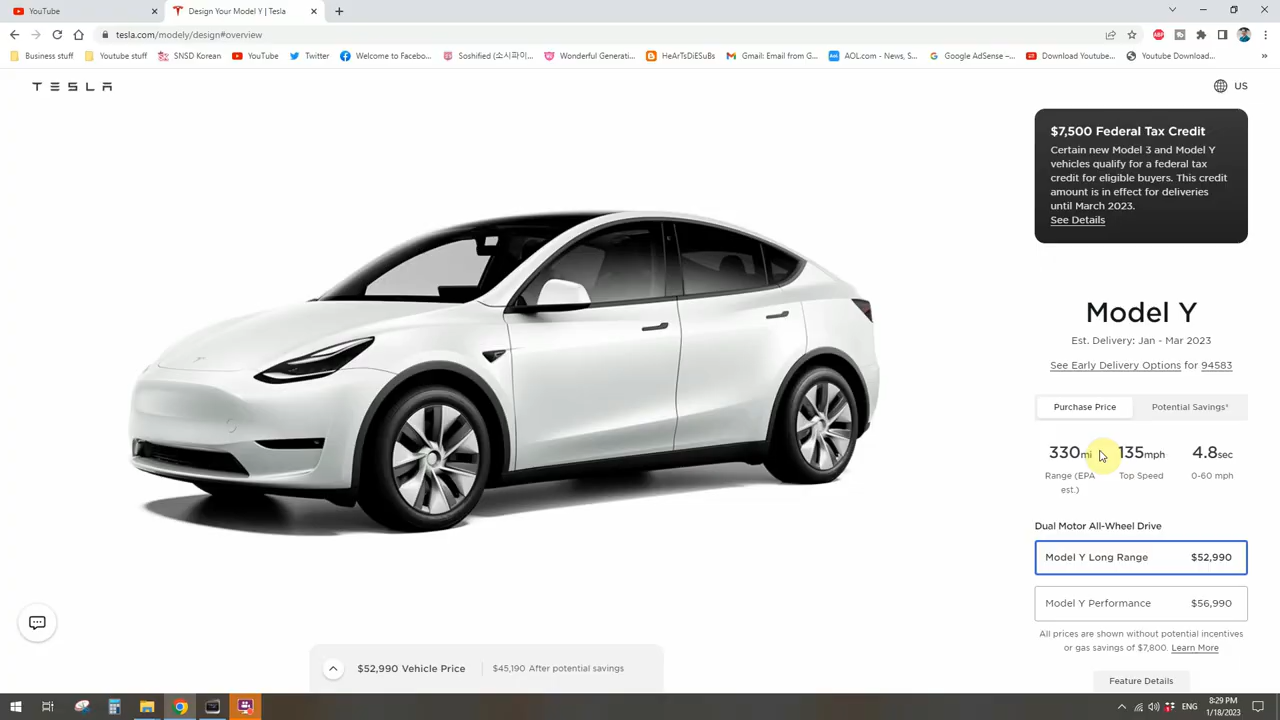 YouTube
Design Your Model Y | Tesla
tesla.com/modely/design#overview
Business stuff
Youtube stuff
SNSD Korean
YouTube
Twitter
Welcome to Facebo...
Soshified (소시파이...
Wonderful Generati...
HeArTsDiESuBs
Gmail: Email from G...
AOL.com - News, S...
Google AdSense –...
Download Youtube...
Youtube Download...
TESLA
US
$7,500 Federal Tax Credit
Certain new Model 3 and Model Y
vehicles qualify for a federal tax
credit for eligible buyers. This credit
amount is in effect for deliveries
until March 2023.
See Details
Model Y
Est. Delivery: Jan - Mar 2023
See Early Delivery Options for 94583
Purchase Price
Potential Savings*
330mi 135mph 4.8sec
Range (EPA est.)
Top Speed
0-60 mph
Dual Motor All-Wheel Drive
Model Y Long Range $52,990
Model Y Performance $56,990
All prices are shown without potential incentives
or gas savings of $7,800. Learn More
Feature Details
$52,990 Vehicle Price
$45,190 After potential savings
ENG
8:29 PM
1/18/2023